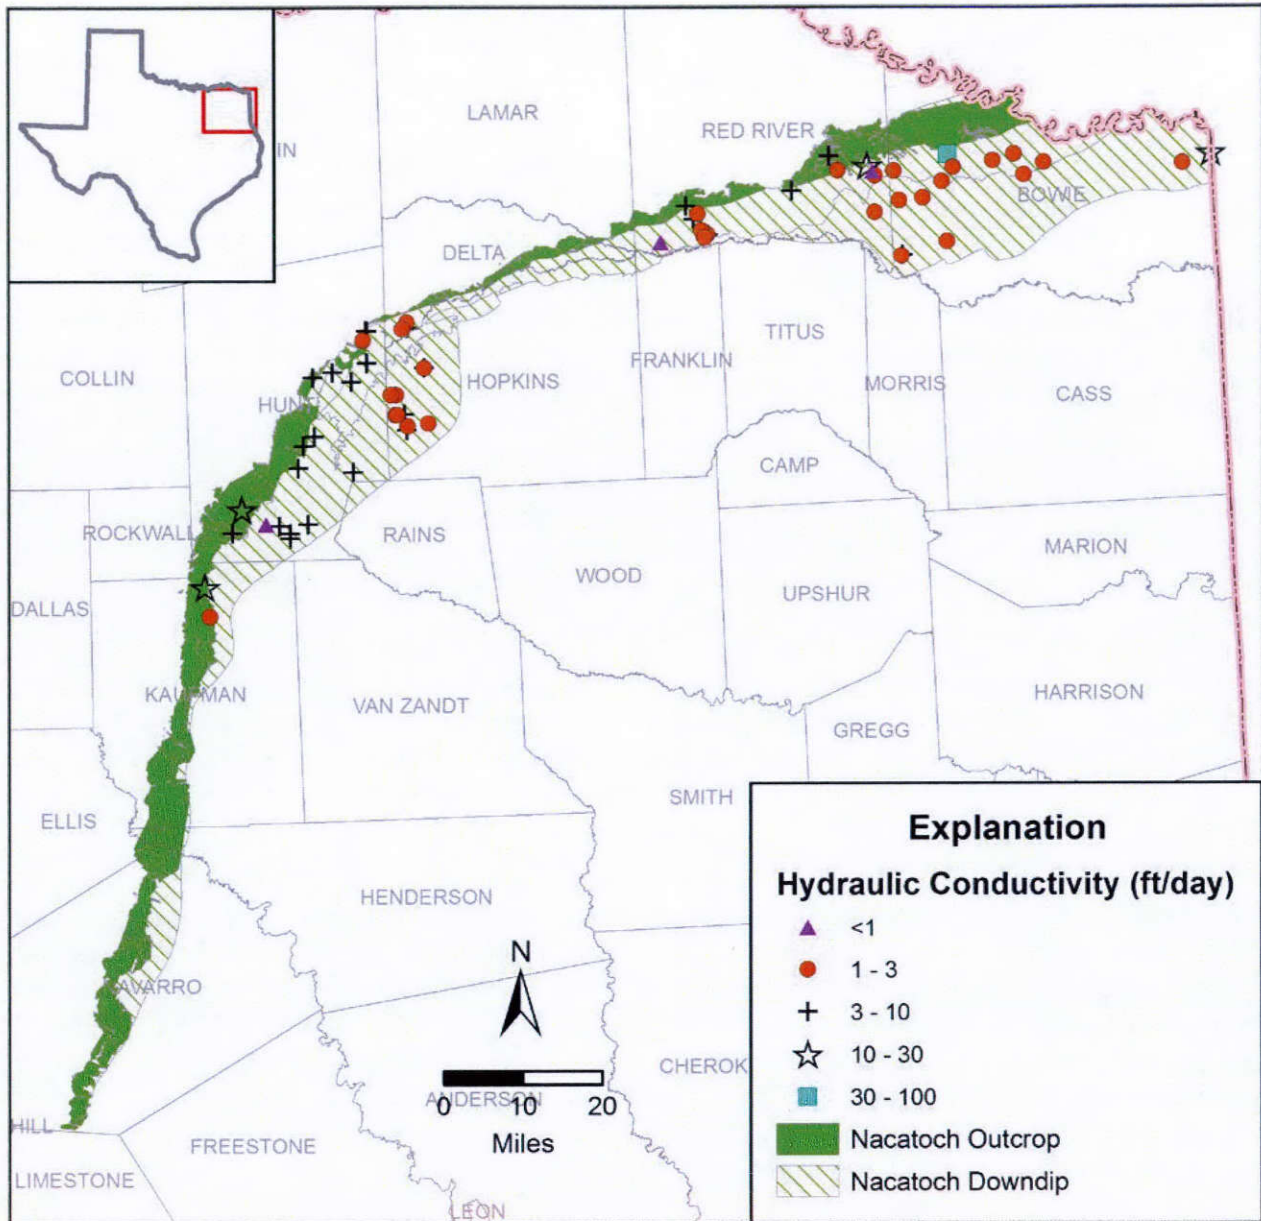 LAMAR
RED RIVER
IN
BOWIE
DELTA
TITUS
FRANKLIN
COLLIN
HOPKINS
MORRIS
CASS
HUNT
CAMP
ROCKWALL
RAINS
MARION
WOOD
DALLAS
UPSHUR
KAUFMAN
VAN ZANDT
HARRISON
GREGG
SMITH
ELLIS
HENDERSON
NAVARRO
CHEROK
ANDERSON
HILL
FREESTONE
LIMESTONE
LEON
N
0 10 20
Miles
Explanation
Hydraulic Conductivity (ft/day)
<1
1 - 3
3 - 10
10 - 30
30 - 100
Nacatoch Outcrop
Nacatoch Downdip